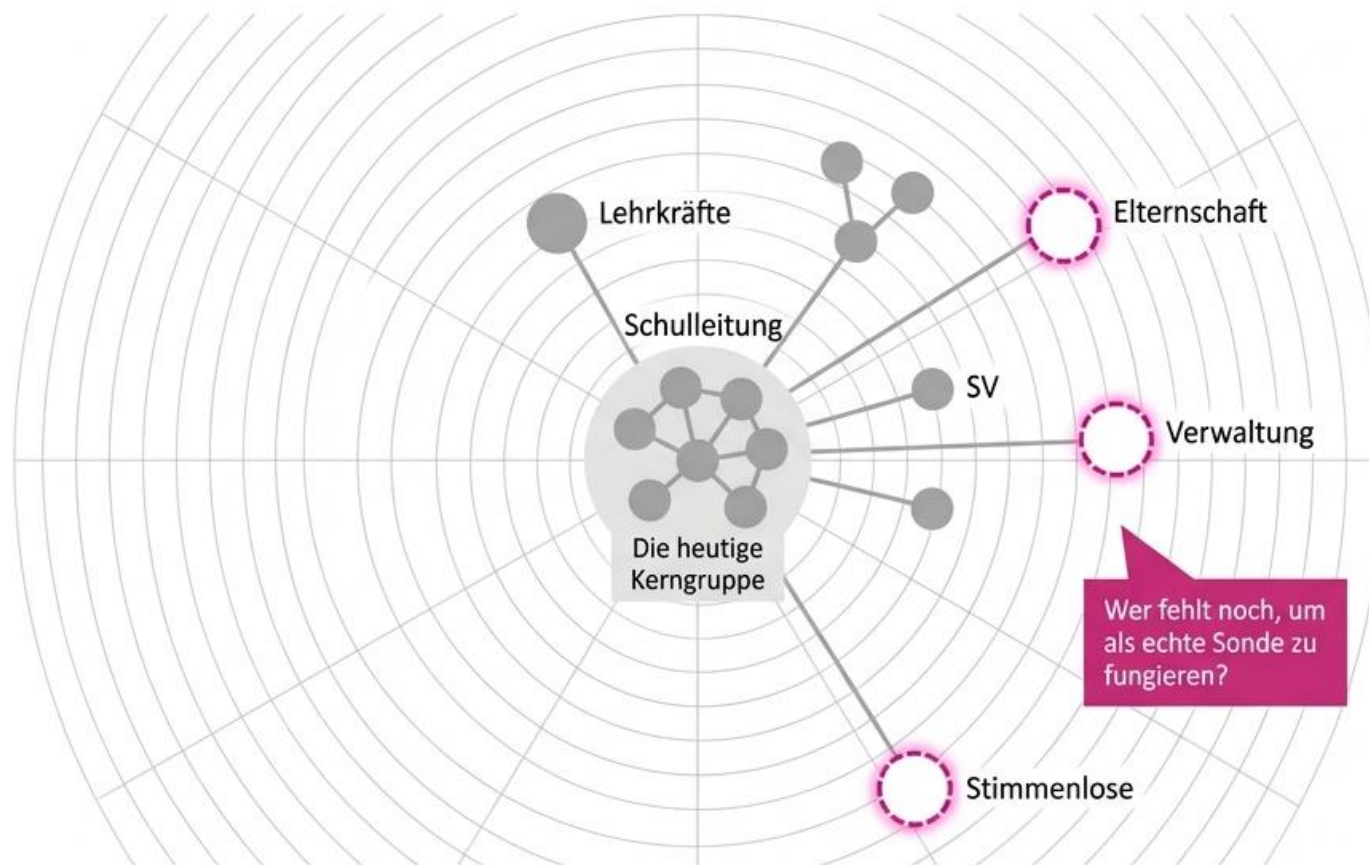 Lehrkräfte
Elternschaft
Schulleitung
SV
Verwaltung
Die heutige
Kerngruppe
Wer fehlt noch, um
als echte Sonde zu
fungieren?
Stimmenlose